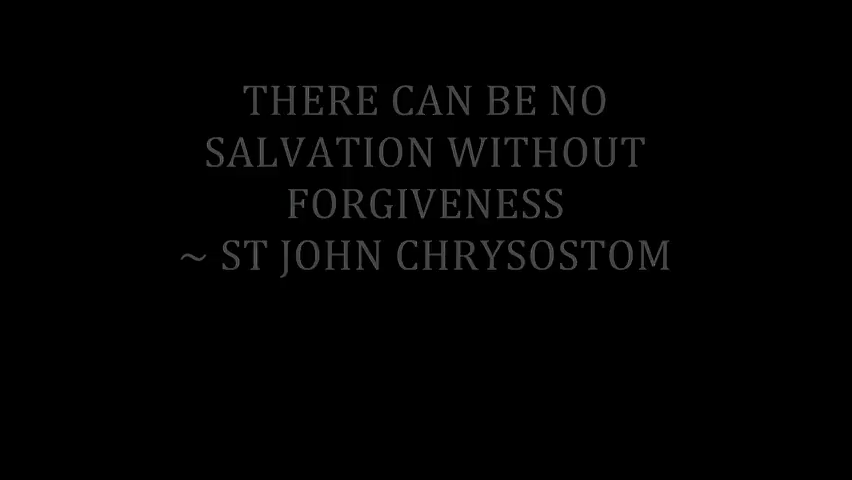 THERE CAN BE NO
SALVATION WITHOUT
FORGIVENESS
~ ST JOHN CHRYSOSTOM